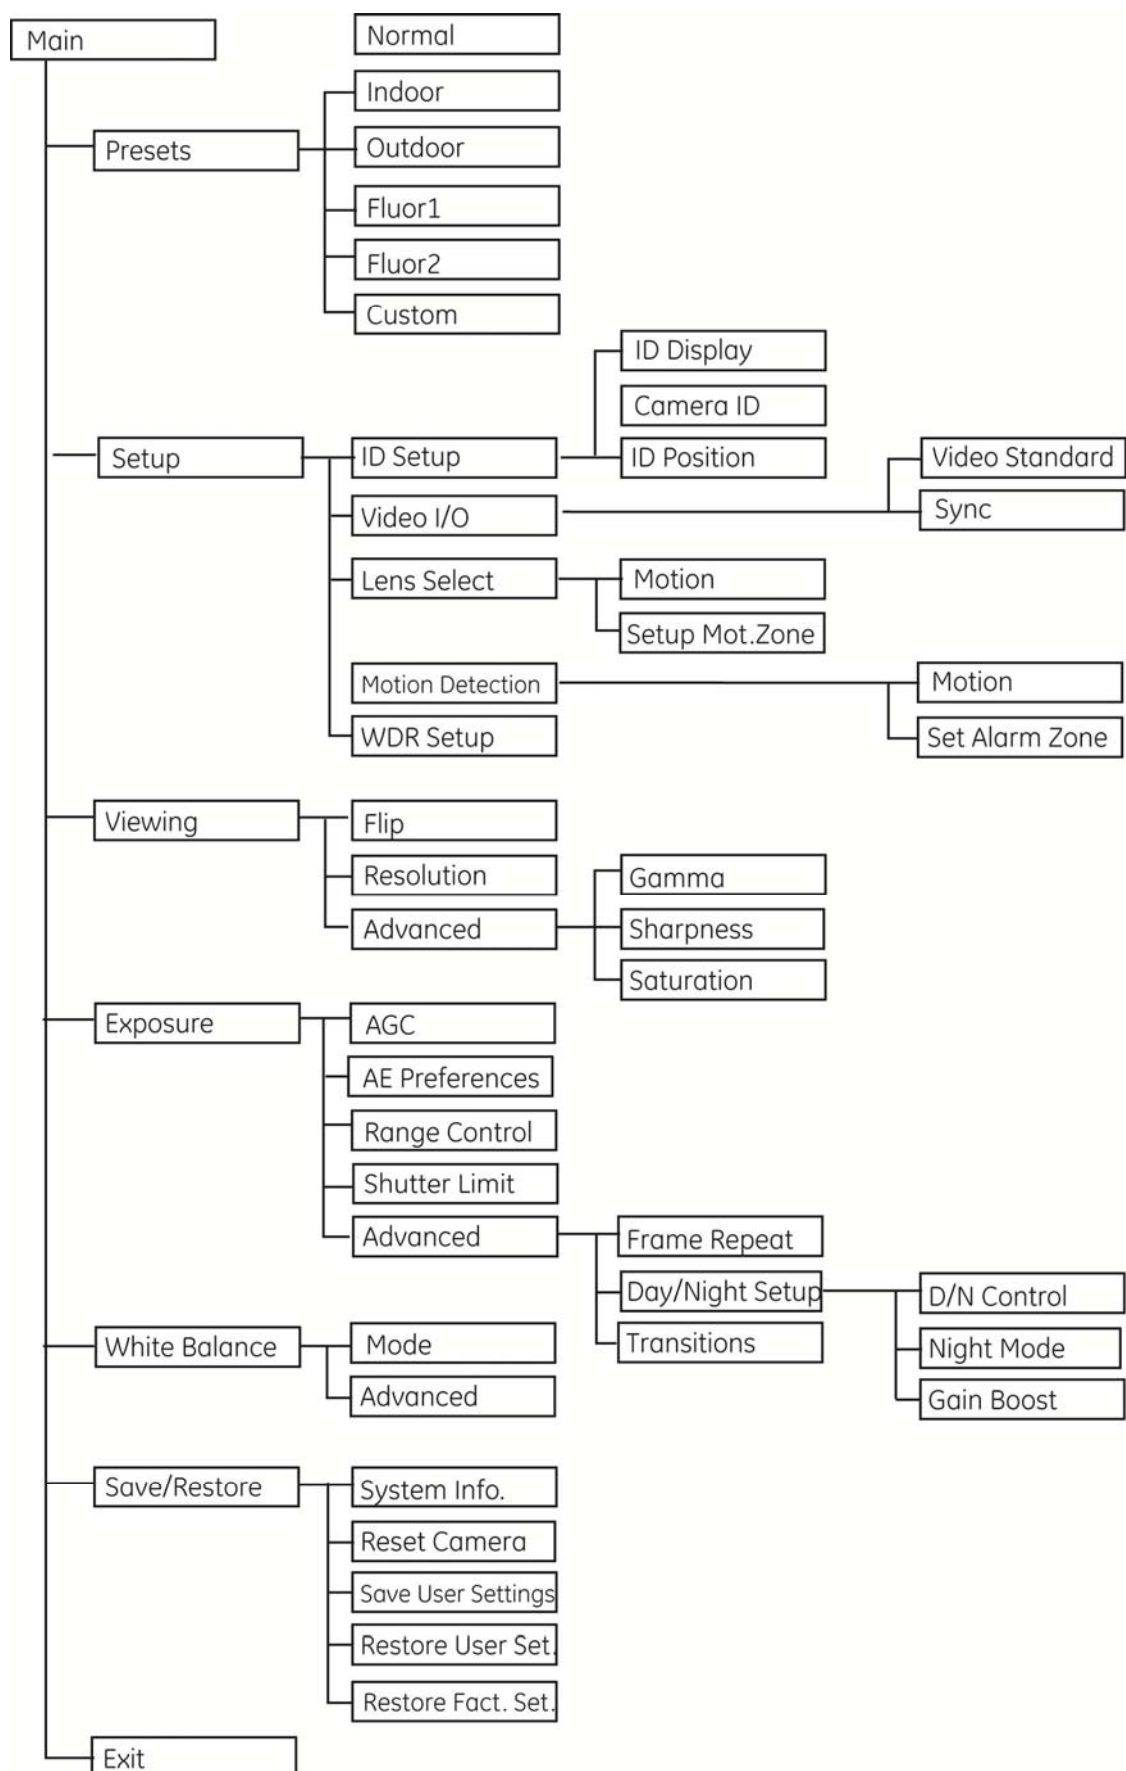 Main
Normal
Indoor
Presets
Outdoor
Fluor1
Fluor2
Custom
ID Display
Camera ID
Setup
ID Setup
ID Position
Video Standard
Video I/O
Sync
Lens Select
Motion
Setup Mot.Zone
Motion Detection
Motion
WDR Setup
Set Alarm Zone
Viewing
Flip
Resolution
Gamma
Advanced
Sharpness
Saturation
Exposure
AGC
AE Preferences
Range Control
Shutter Limit
Advanced
Frame Repeat
Day/Night Setup
D/N Control
White Balance
Mode
Transitions
Night Mode
Advanced
Gain Boost
Save/Restore
System Info.
Reset Camera
Save User Settings
Restore User Set.
Restore Fact. Set.
Exit